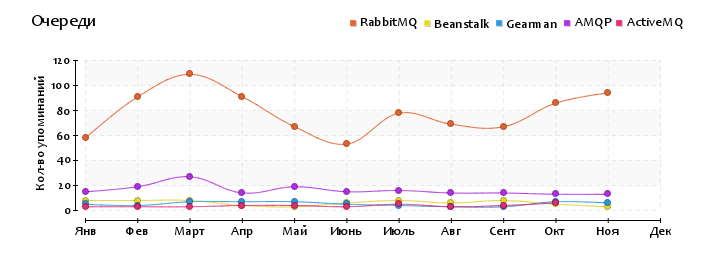 Очереди
RabbitMQ Beanstalk Gearman AMQP ActiveMQ
Кол-во упоминаний
120
100
80
60
40
20
0
Янв Фев Март Апр Май Июнь Июль Авг Сент Окт Ноя Дек